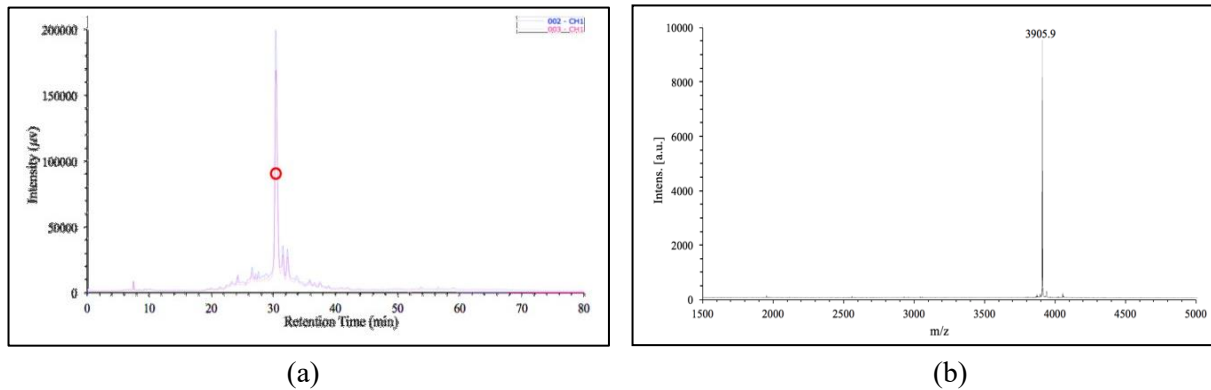 200000
150000
100000
50000
0
Intensity (μv)
002 - CH1
003 - CH1
0 10 20 30 40 50 60 70 80
Retention Time (min)
(a)
10000
8000
6000
4000
2000
0
Intens. [a.u.]
3905.9
1500 2000 2500 3000 3500 4000 4500 5000
m/z
(b)